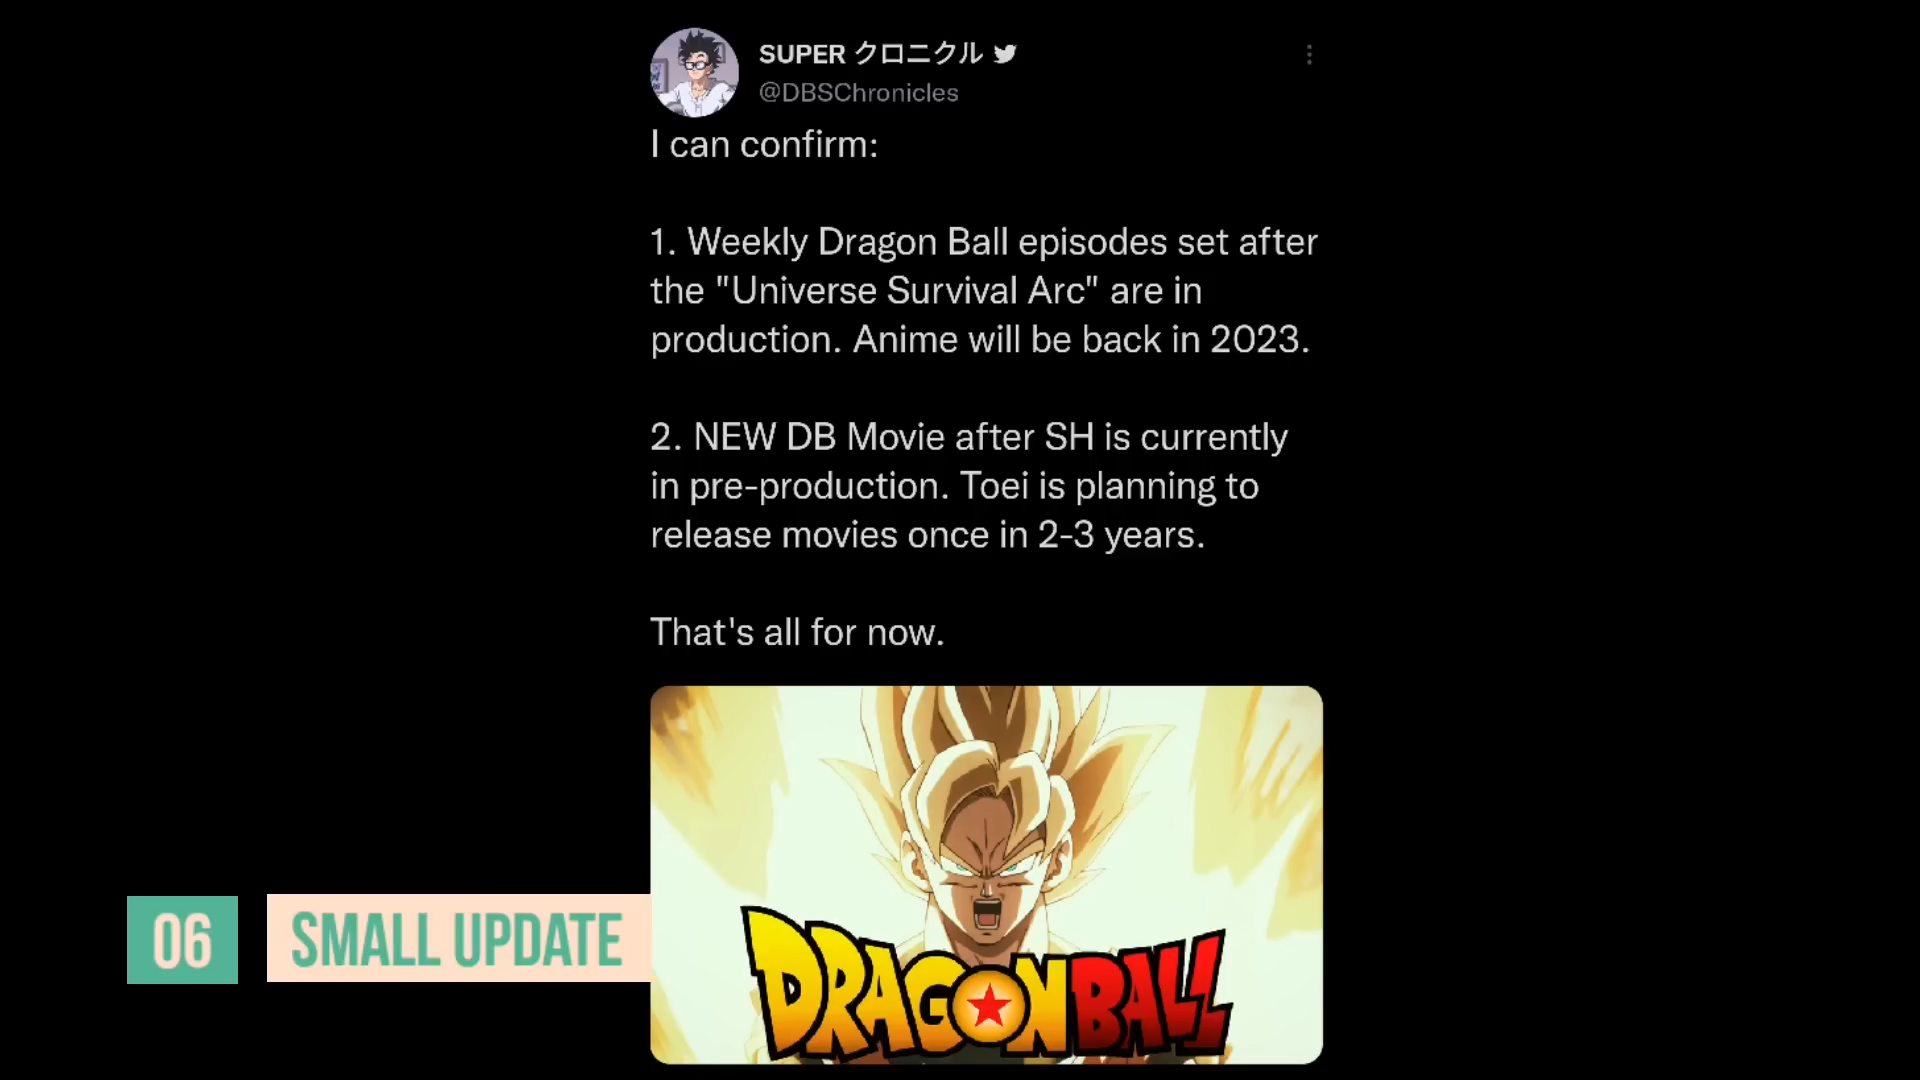 SUPER クロニクル
@DBSChronicles
I can confirm:
1. Weekly Dragon Ball episodes set after
the "Universe Survival Arc" are in
production. Anime will be back in 2023.
2. NEW DB Movie after SH is currently
in pre-production. Toei is planning to
release movies once in 2-3 years.
That's all for now.
06
SMALL UPDATE
DRAGONBALL